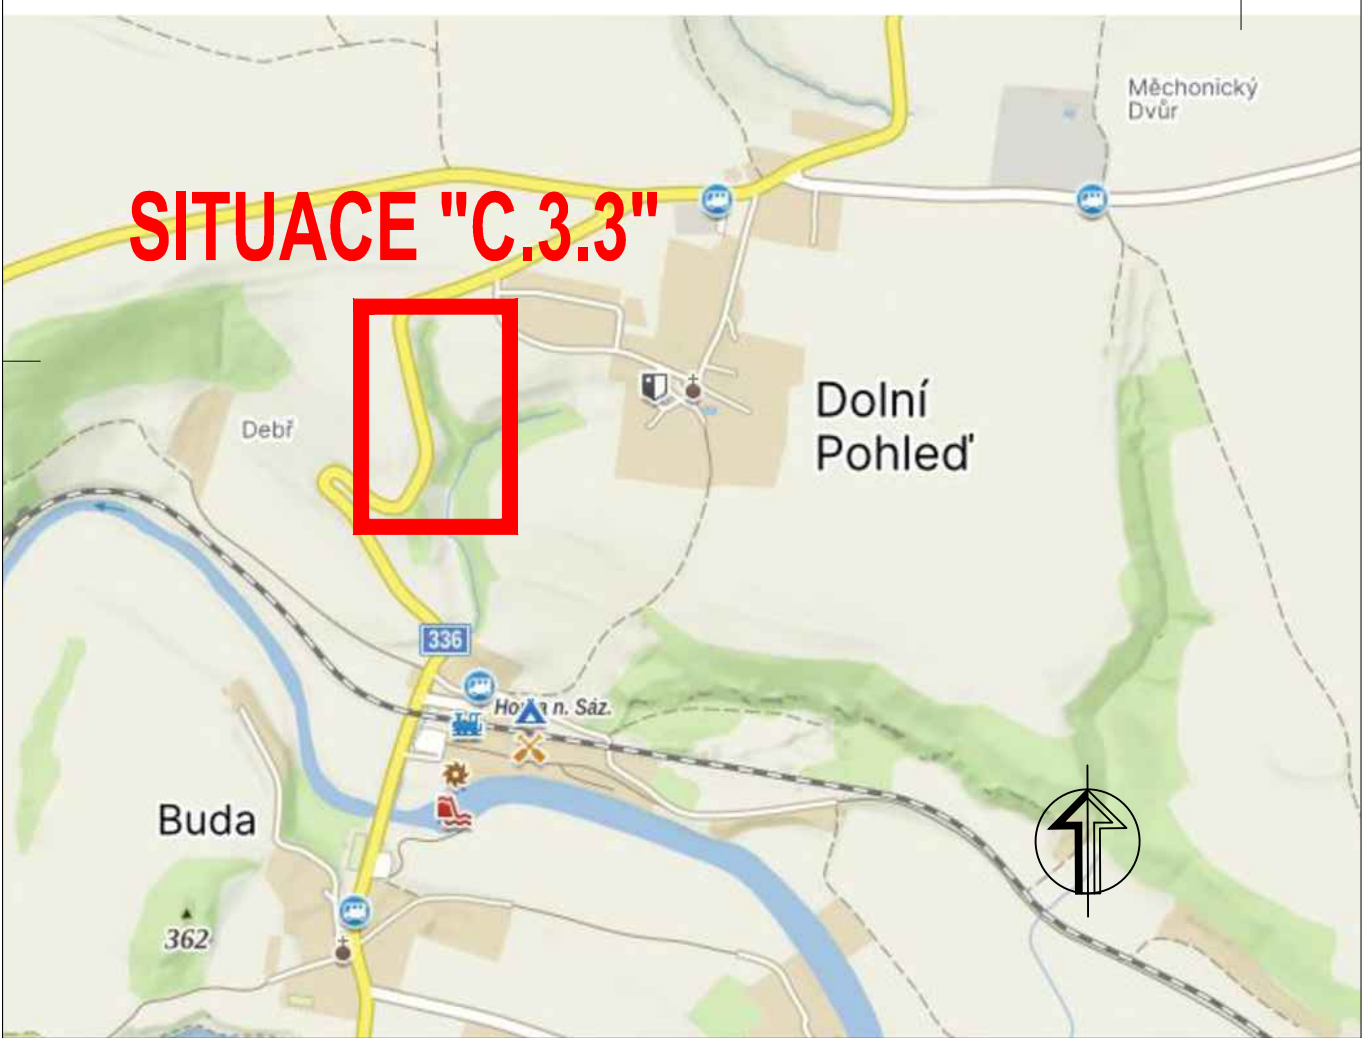 Měchonický
Dvůr
SITUACE "C.3.3"
Dolní
Pohleď
Debř
336
n. Sáz.
Buda
362